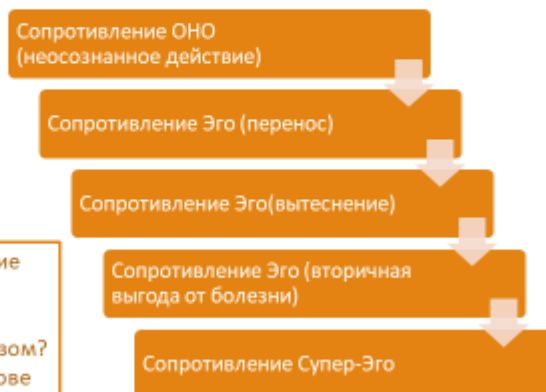 Сопротивление ОНО
(неосознанное действие)
Сопротивление Эго (перенос)
Сопротивление Эго(вытеснение)
Сопротивление Эго (вторичная
выгода от болезни)
Сопротивление Супер-Эго